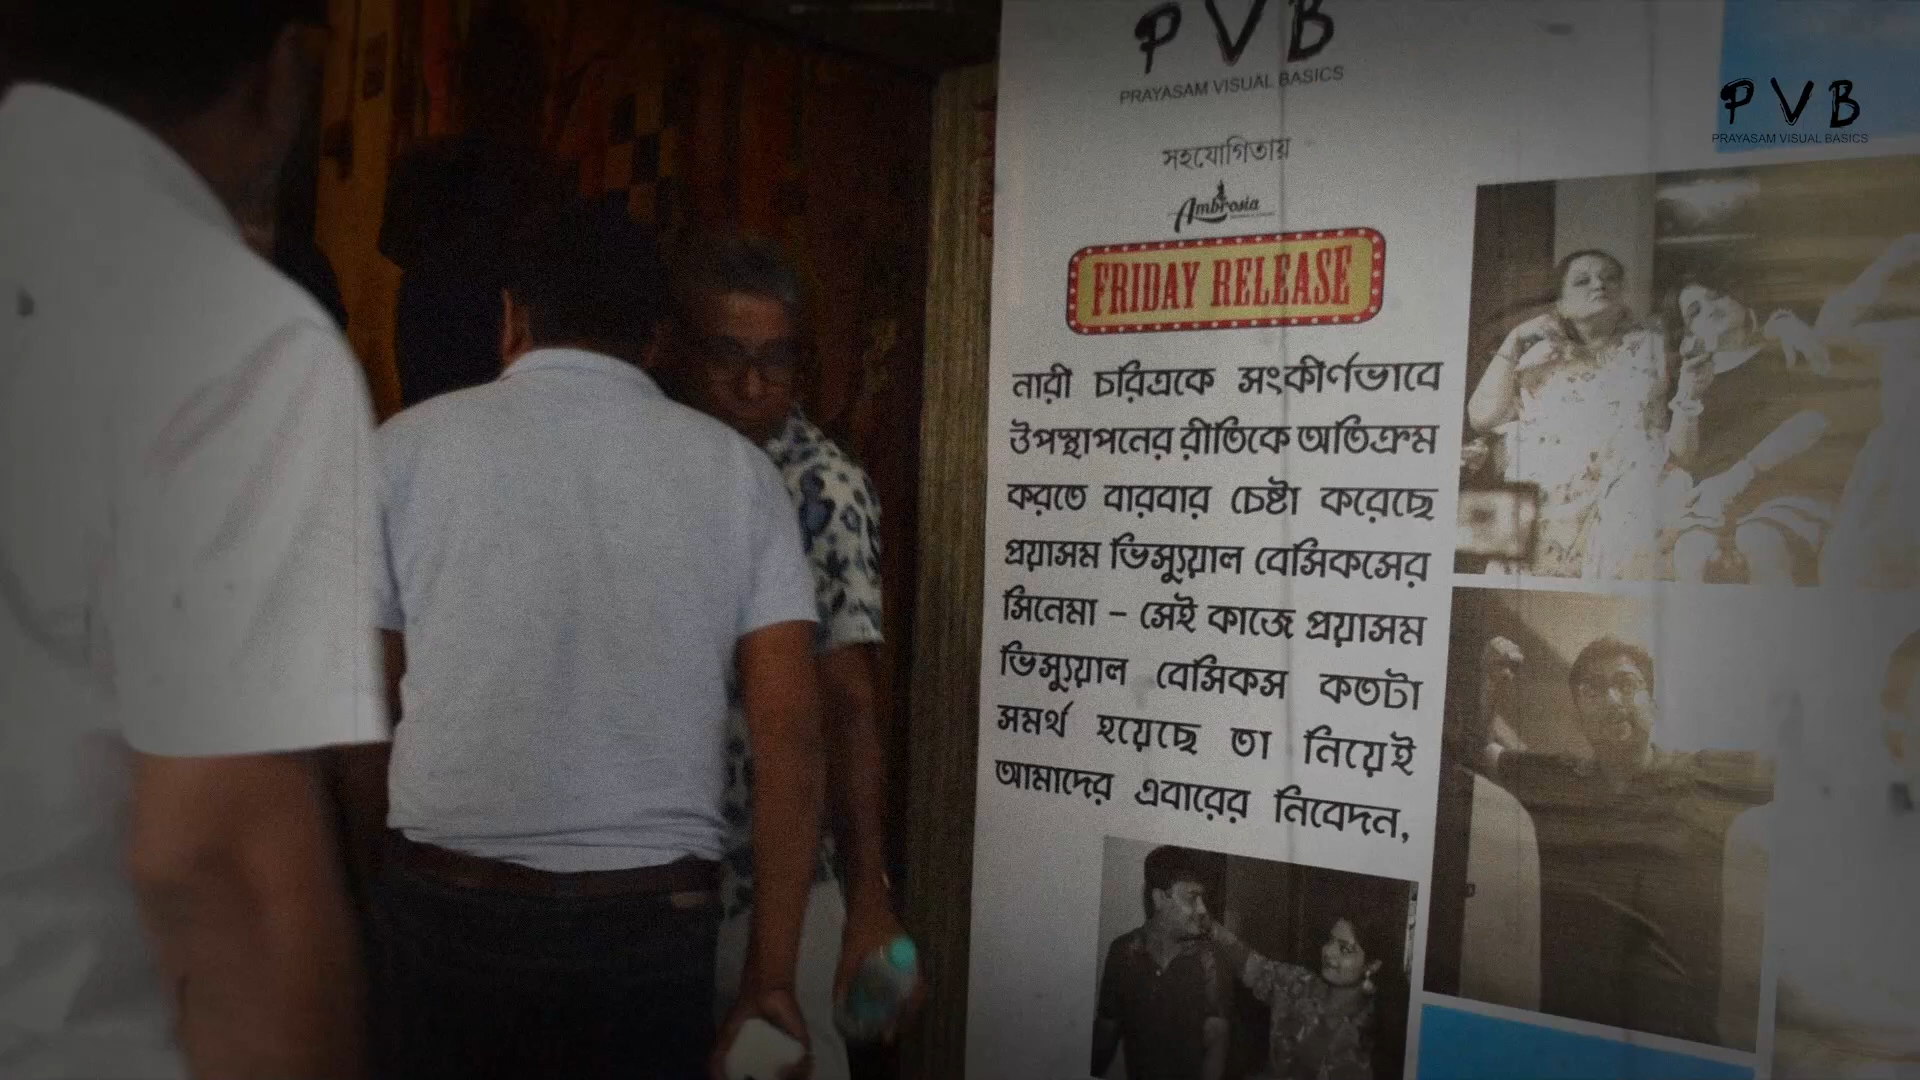 PVB
PRAYASAM VISUAL BASICS
PVB
PRAYASAM VISUAL BASICS
সহযোগিতায়
Ambrosia
FRIDAY RELEASE
নারী চরিত্রকে সংকীর্ণভাবে
উপস্থাপনের রীতিকে অতিক্রম
করতে বারবার চেষ্টা করেছে
প্রয়াসম ভিস্যুয়াল বেসিকসের
সিনেমা – সেই কাজে প্রয়াসম
ভিস্যুয়াল বেসিকস কতটা
সমর্থ হয়েছে তা নিয়েই
আমাদের এবারের নিবেদন,